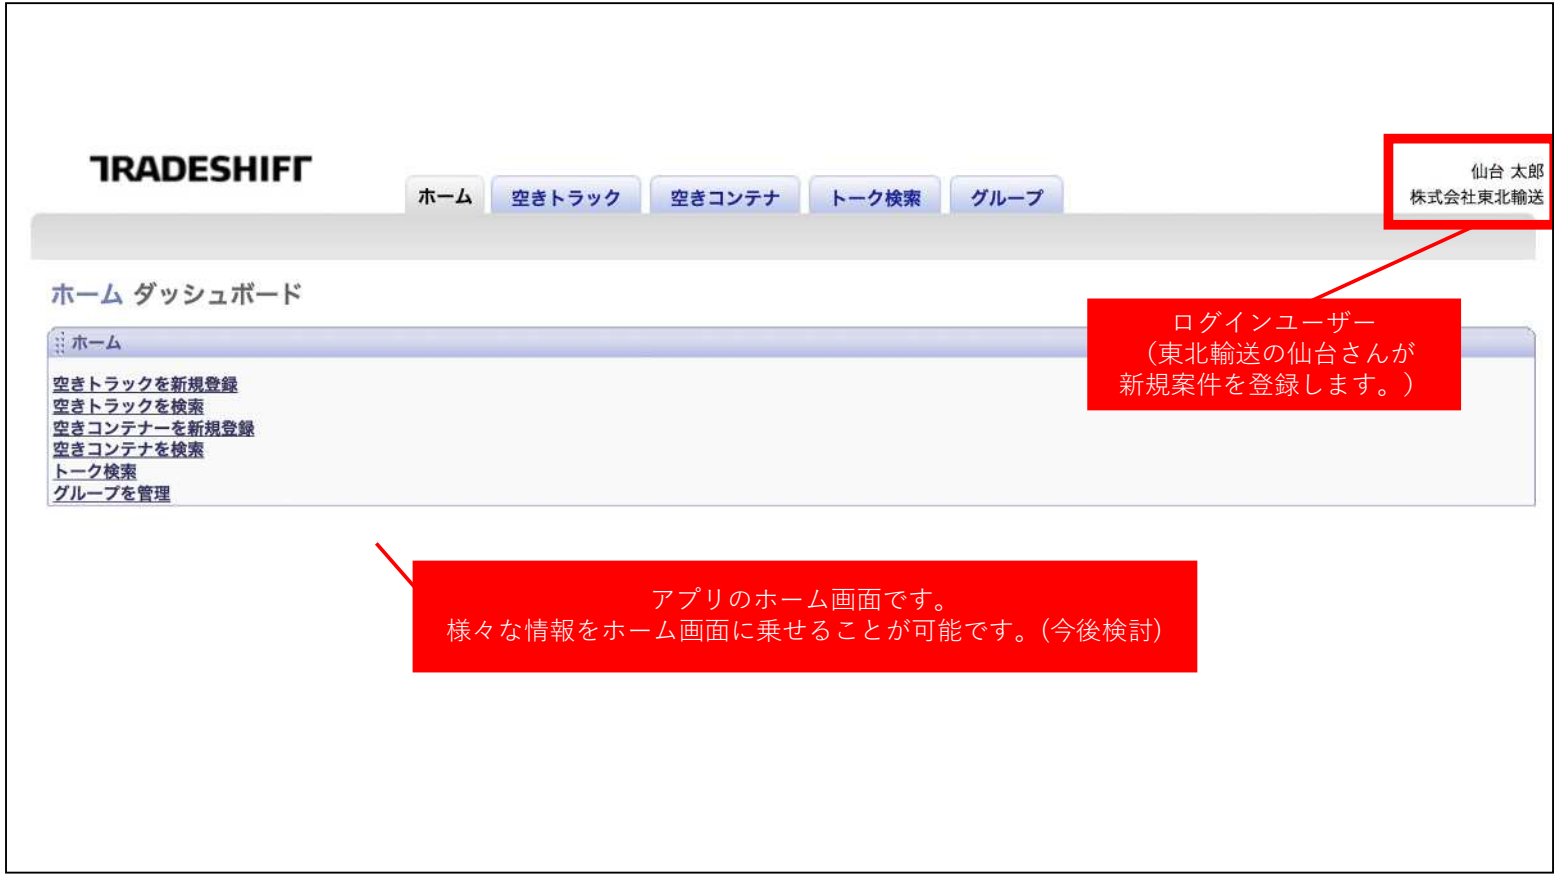 TRADESHIFT
ホーム
空きトラック
空きコンテナ
トーク検索
グループ
仙台 太郎
株式会社東北輸送
ホーム ダッシュボード
ホーム
空きトラックを新規登録
空きトラックを検索
空きコンテナーを新規登録
空きコンテナを検索
トーク検索
グループを管理
ログインユーザー
（東北輸送の仙台さんが
新規案件を登録します。）
アプリのホーム画面です。
様々な情報をホーム画面に乗せることが可能です。(今後検討)